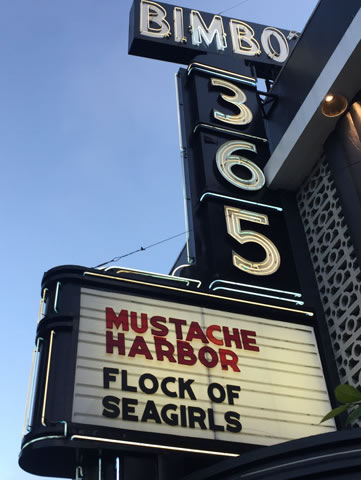 BIMBO'S
365
MUSTACHE
HARBOR
FLOCK OF
SEAGIRLS